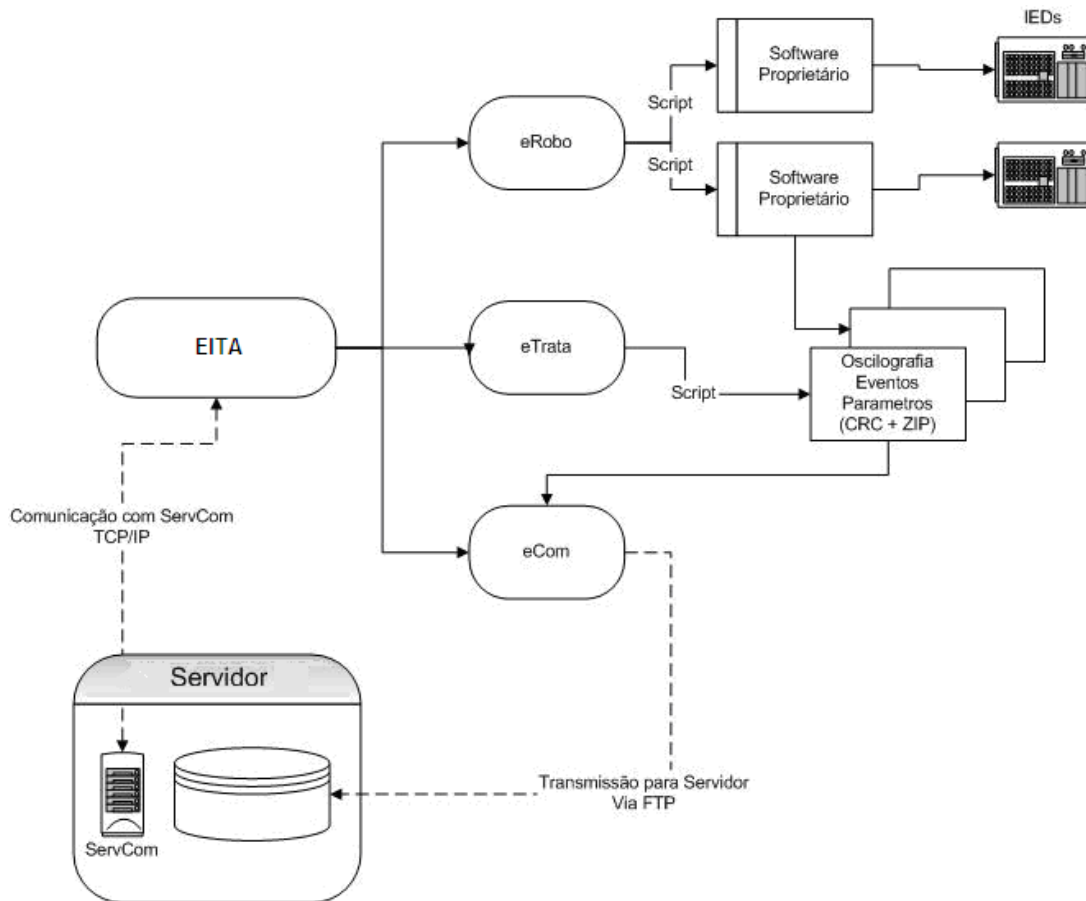 IEDs
Software
Proprietário
Script
eRobo
Script
Software
Proprietário
EITA
eTrata
Script
Oscilografia
Eventos
Parametros
(CRC + ZIP)
Comunicação com ServCom
TCP/IP
eCom
Servidor
Transmissão para Servidor
Via FTP
ServCom